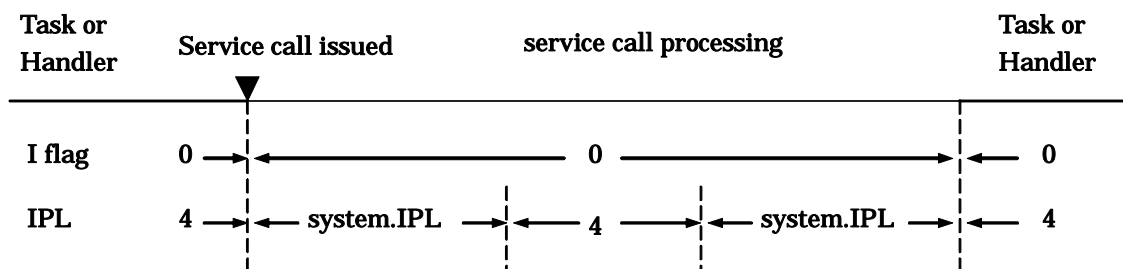 Task or
Handler
Service call issued
service call processing
Task or
Handler
I flag 0 0 0
IPL 4 system.IPL 4 system.IPL 4